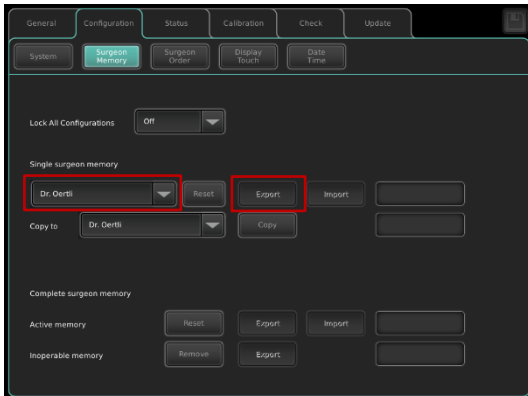 General Configuration Status Calibration Check Update
System Surgeon Memory Surgeon Order Display Touch Date Time
Lock All Configurations Off
Single surgeon memory
Dr. Oertli Reset Export Import
Copy to Dr. Oertli Copy
Complete surgeon memory
Active memory Reset Export Import
Inoperable memory Remove Export